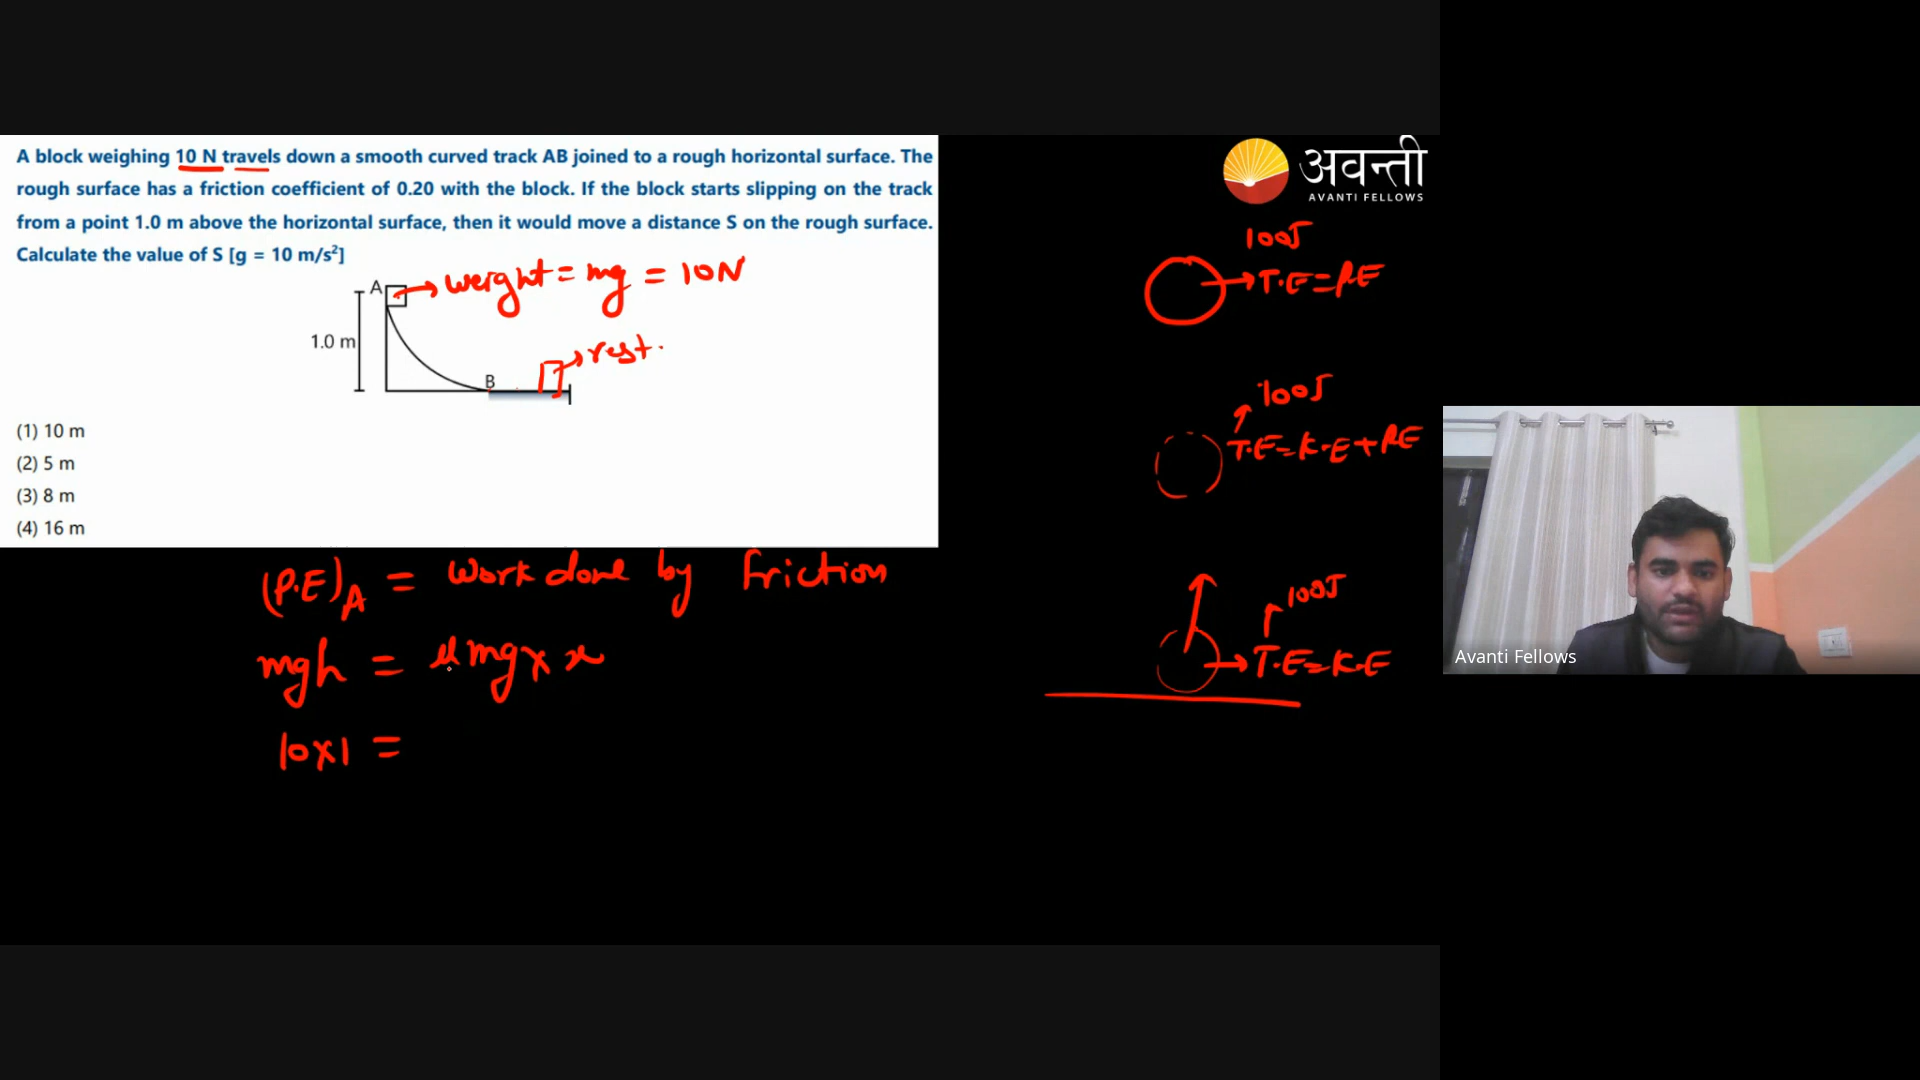 A block weighing 10 N travels down a smooth curved track AB joined to a rough horizontal surface. The
rough surface has a friction coefficient of 0.20 with the block. If the block starts slipping on the track
from a point 1.0 m above the horizontal surface, then it would move a distance S on the rough surface.
Calculate the value of S [g = 10 m/s²]
A → weight = mg = 10N
1.0 m
→ rest.
B
(1) 10 m
(2) 5 m
(3) 8 m
(4) 16 m
(P.E)A = work done by friction
mgh = μmg × x
10×1 =
अवन्ती
AVANTI FELLOWS
100J
→ T.E = PE
100J
T.E = K.E + PE
100J
→ T.E = K.E
Avanti Fellows